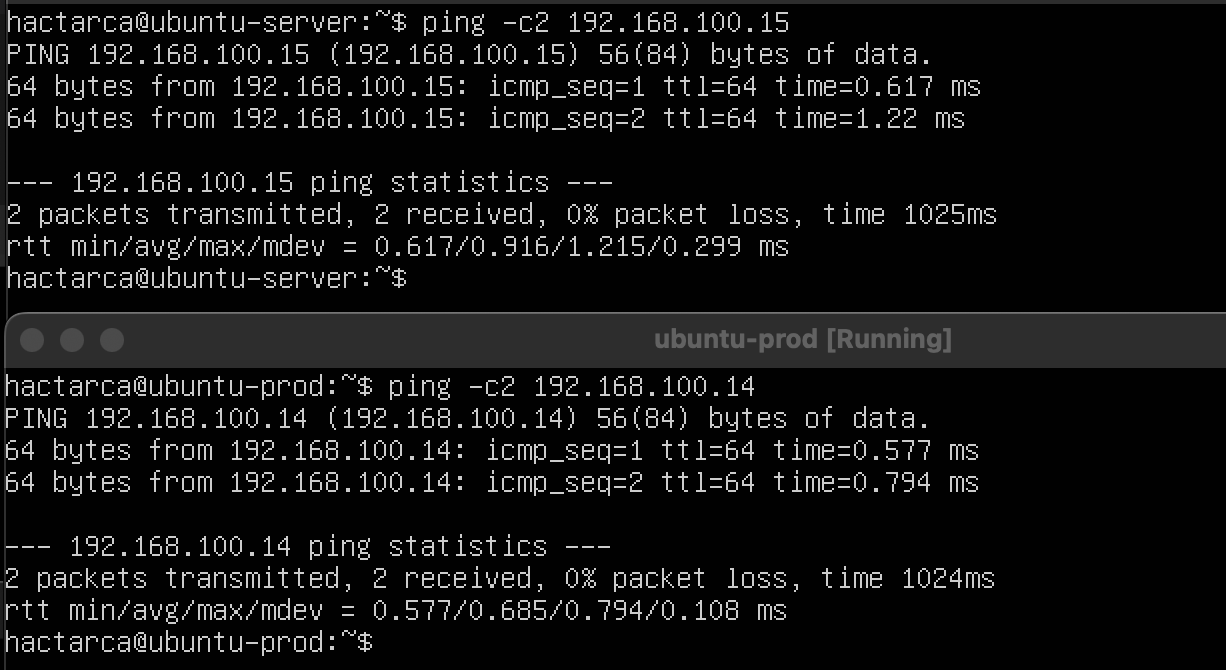 hactarca@ubuntu-server:~$ ping -c2 192.168.100.15
PING 192.168.100.15 (192.168.100.15) 56(84) bytes of data.
64 bytes from 192.168.100.15: icmp_seq=1 ttl=64 time=0.617 ms
64 bytes from 192.168.100.15: icmp_seq=2 ttl=64 time=1.22 ms
--- 192.168.100.15 ping statistics ---
2 packets transmitted, 2 received, 0% packet loss, time 1025ms
rtt min/avg/max/mdev = 0.617/0.916/1.215/0.299 ms
hactarca@ubuntu-server:~$
ubuntu-prod [Running]
hactarca@ubuntu-prod:~$ ping -c2 192.168.100.14
PING 192.168.100.14 (192.168.100.14) 56(84) bytes of data.
64 bytes from 192.168.100.14: icmp_seq=1 ttl=64 time=0.577 ms
64 bytes from 192.168.100.14: icmp_seq=2 ttl=64 time=0.794 ms
--- 192.168.100.14 ping statistics ---
2 packets transmitted, 2 received, 0% packet loss, time 1024ms
rtt min/avg/max/mdev = 0.577/0.685/0.794/0.108 ms
hactarca@ubuntu-prod:~$